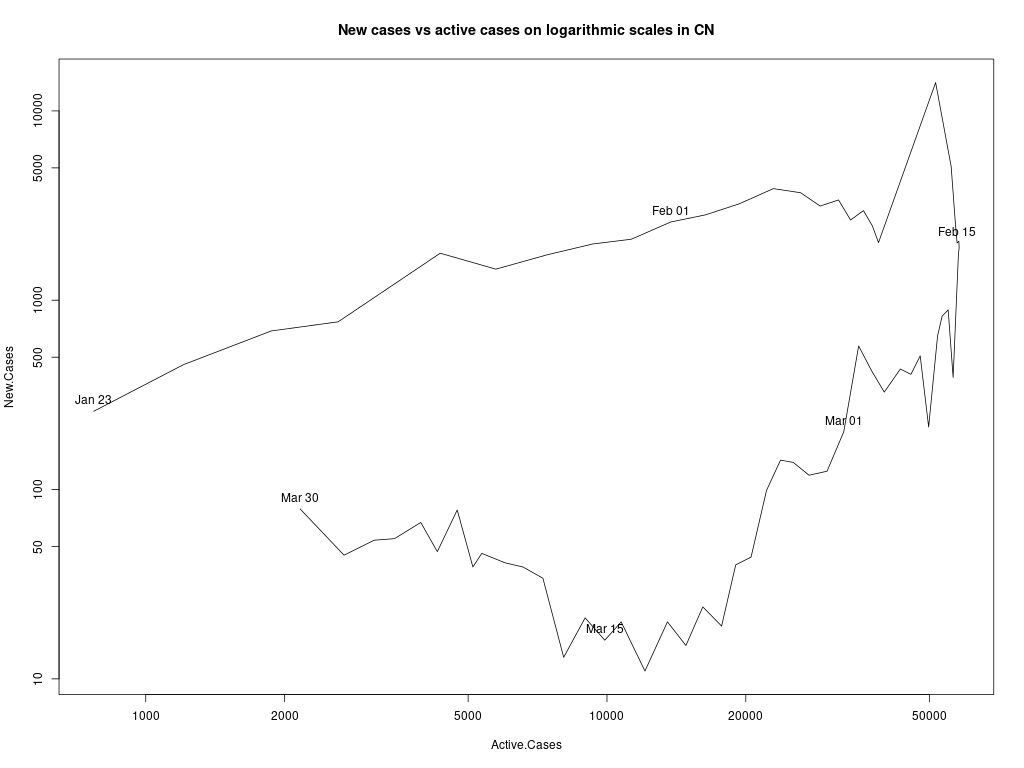 New cases vs active cases on logarithmic scales in CN
10000
5000
1000
500
100
50
10
New.Cases
Feb 01
Feb 15
Jan 23
Mar 01
Mar 30
Mar 15
1000
2000
5000
10000
20000
50000
Active.Cases